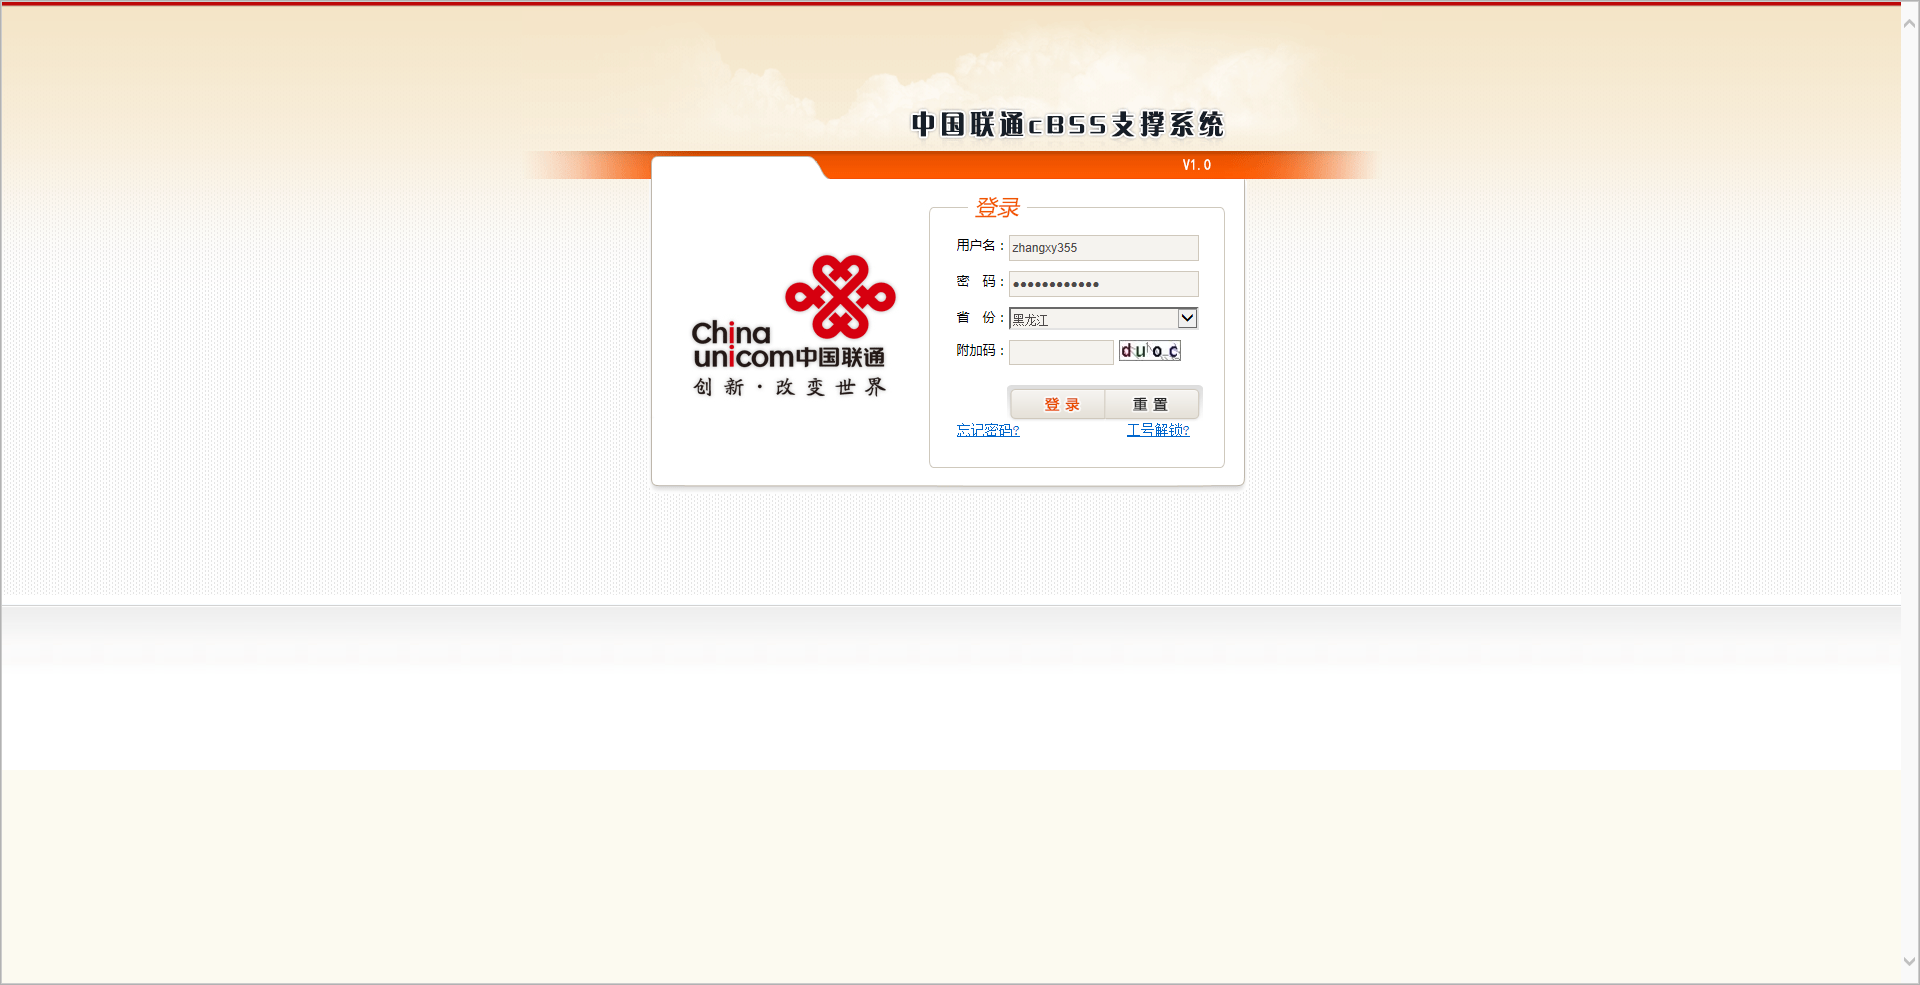 中国联通cBSS支撑系统
V1.0
登录
用户名：zhangxy355
密 码：●●●●●●●●●●●●
省 份：黑龙江
附加码： duoc
China
unicom中国联通
创新·改变世界
登录 重置
忘记密码? 工号解锁?